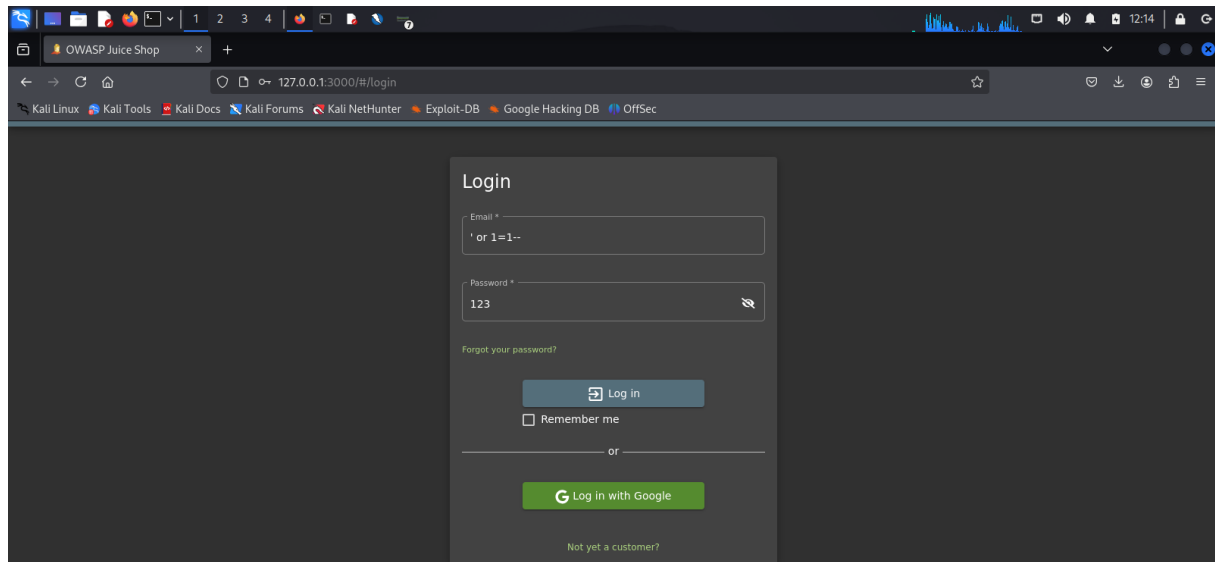 1 2 3 4 7 12:14
OWASP Juice Shop × +
127.0.0.1:3000/#/login
Kali Linux Kali Tools Kali Docs Kali Forums Kali NetHunter Exploit-DB Google Hacking DB OffSec
Login
Email *
' or 1=1--
Password *
123
Forgot your password?
Log in
Remember me
or
G Log in with Google
Not yet a customer?